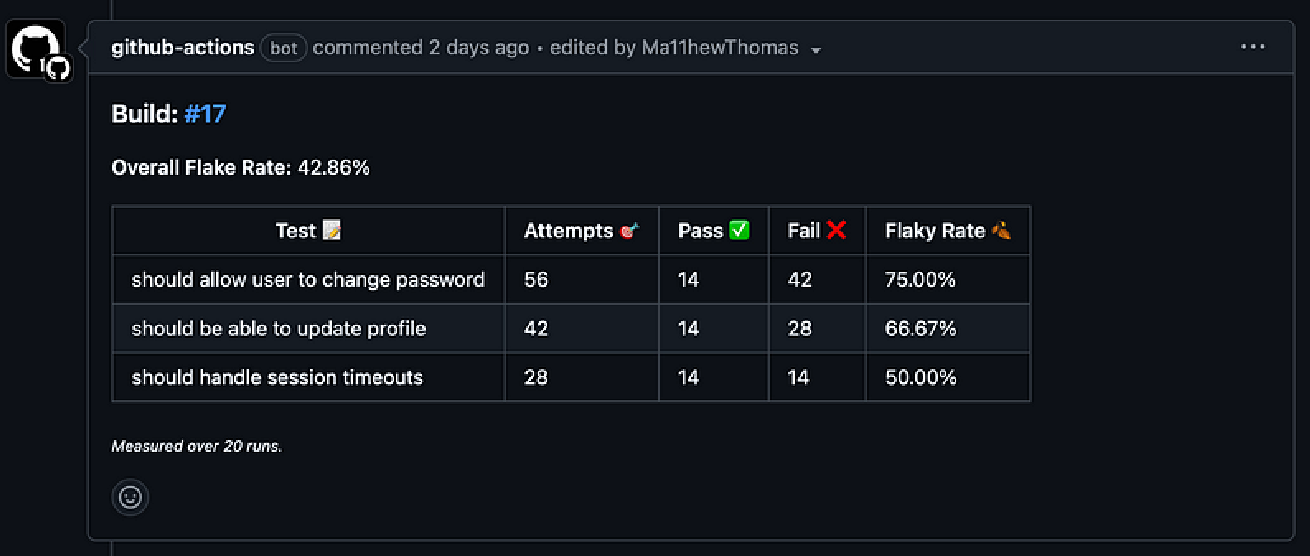 github-actions bot commented 2 days ago • edited by Ma11hewThomas
Build: #17
Overall Flake Rate: 42.86%
Test 📝 Attempts 🎯 Pass ✅ Fail ❌ Flaky Rate 🍂
should allow user to change password 56 14 42 75.00%
should be able to update profile 42 14 28 66.67%
should handle session timeouts 28 14 14 50.00%
Measured over 20 runs.